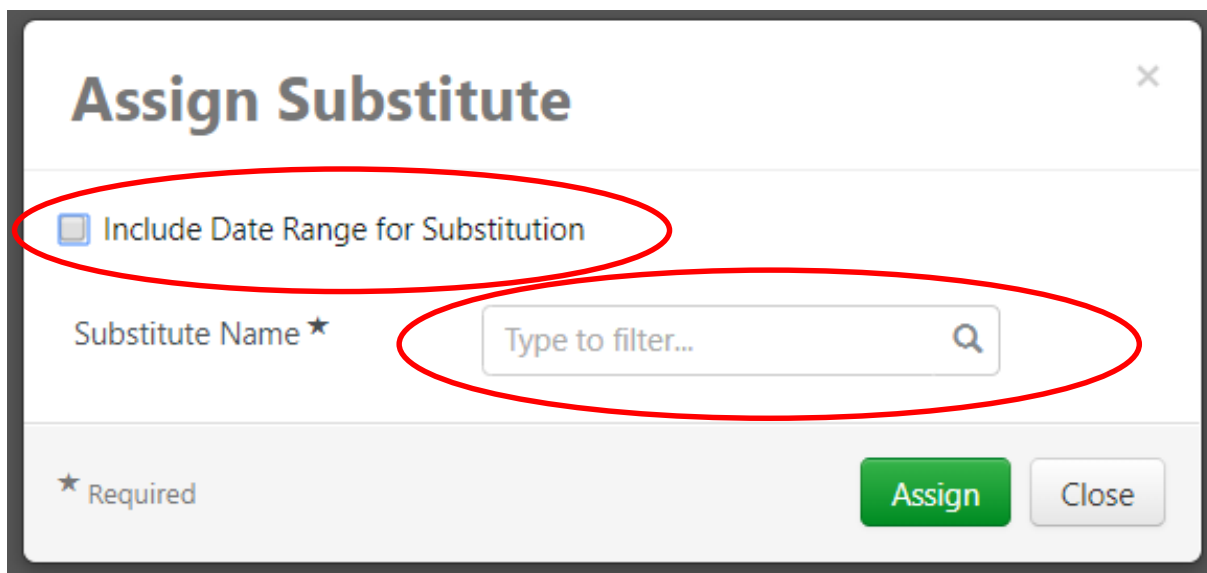 Assign Substitute
×
Include Date Range for Substitution
Substitute Name ★
Type to filter...
★ Required
Assign
Close